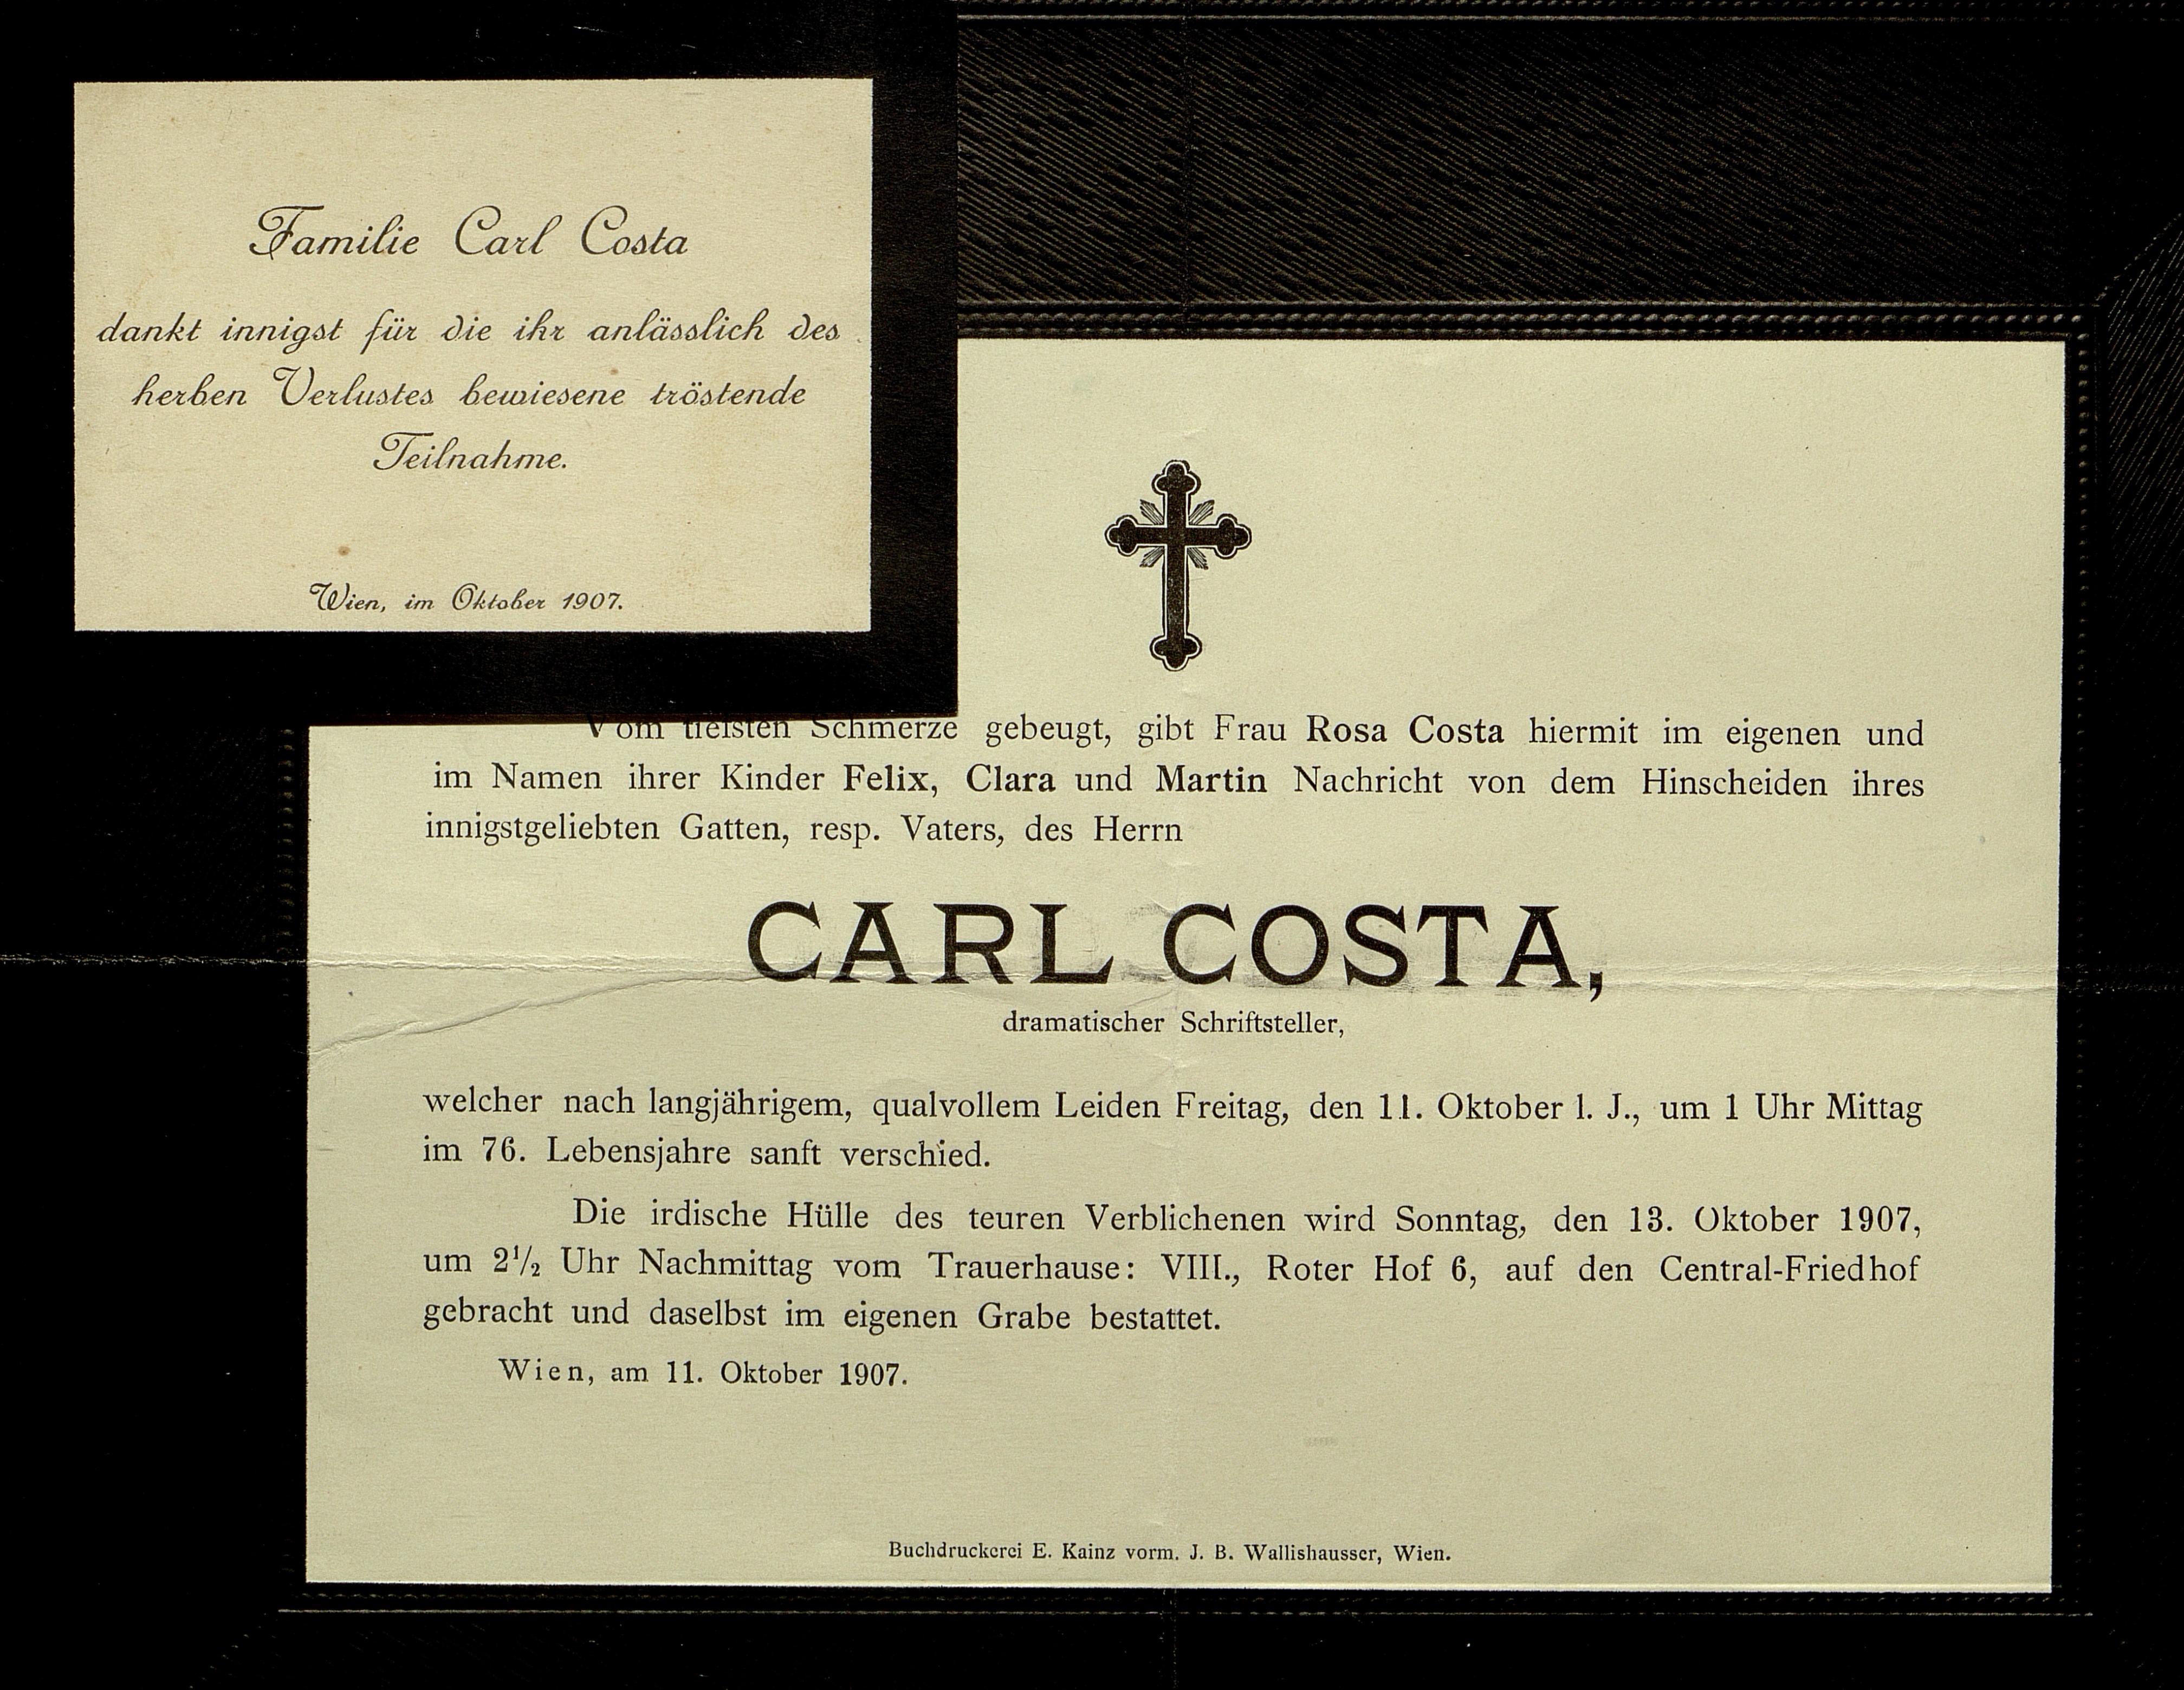 Familie Carl Costa
dankt innigst für die ihr anlässlich des
herben Verlustes bewiesene tröstende
Teilnahme.
Wien, im Oktober 1907.
Vom tiefsten Schmerze gebeugt, gibt Frau Rosa Costa hiermit im eigenen und
im Namen ihrer Kinder Felix, Clara und Martin Nachricht von dem Hinscheiden ihres
innigstgeliebten Gatten, resp. Vaters, des Herrn
CARL COSTA,
dramatischer Schriftsteller,
welcher nach langjährigem, qualvollem Leiden Freitag, den 11. Oktober l. J., um 1 Uhr Mittag
im 76. Lebensjahre sanft verschied.
Die irdische Hülle des teuren Verblichenen wird Sonntag, den 13. Oktober 1907,
um 2½ Uhr Nachmittag vom Trauerhause: VIII., Roter Hof 6, auf den Central-Friedhof
gebracht und daselbst im eigenen Grabe bestattet.
Wien, am 11. Oktober 1907.
Buchdruckerei E. Kainz vorm. J. B. Wallishausser, Wien.